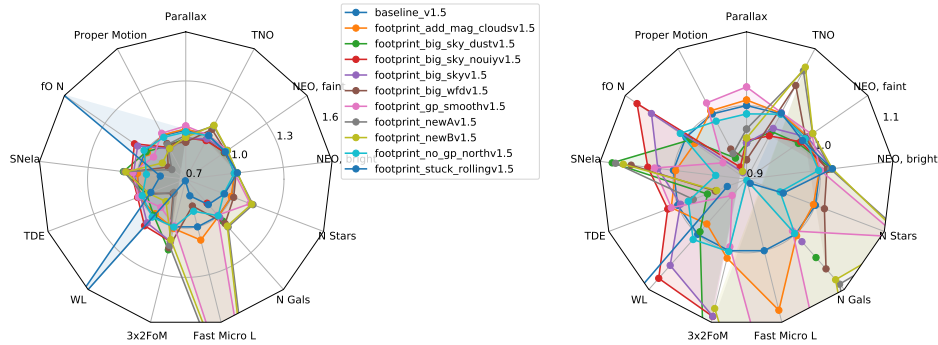 Parallax
TNO
NEO, faint
NEO, bright
N Stars
N Gals
Fast Micro L
3x2FoM
WL
TDE
SNeIa
fO N
Proper Motion
0.7
1.0
1.3
1.6
baseline_v1.5
footprint_add_mag_cloudsv1.5
footprint_big_sky_dustv1.5
footprint_big_sky_nouiyv1.5
footprint_big_skyv1.5
footprint_big_wfdv1.5
footprint_gp_smoothv1.5
footprint_newAv1.5
footprint_newBv1.5
footprint_no_gp_northv1.5
footprint_stuck_rollingv1.5
Parallax
TNO
NEO, faint
NEO, bright
N Stars
N Gals
Fast Micro L
3x2FoM
WL
TDE
SNeIa
fO N
Proper Motion
0.9
1.0
1.1